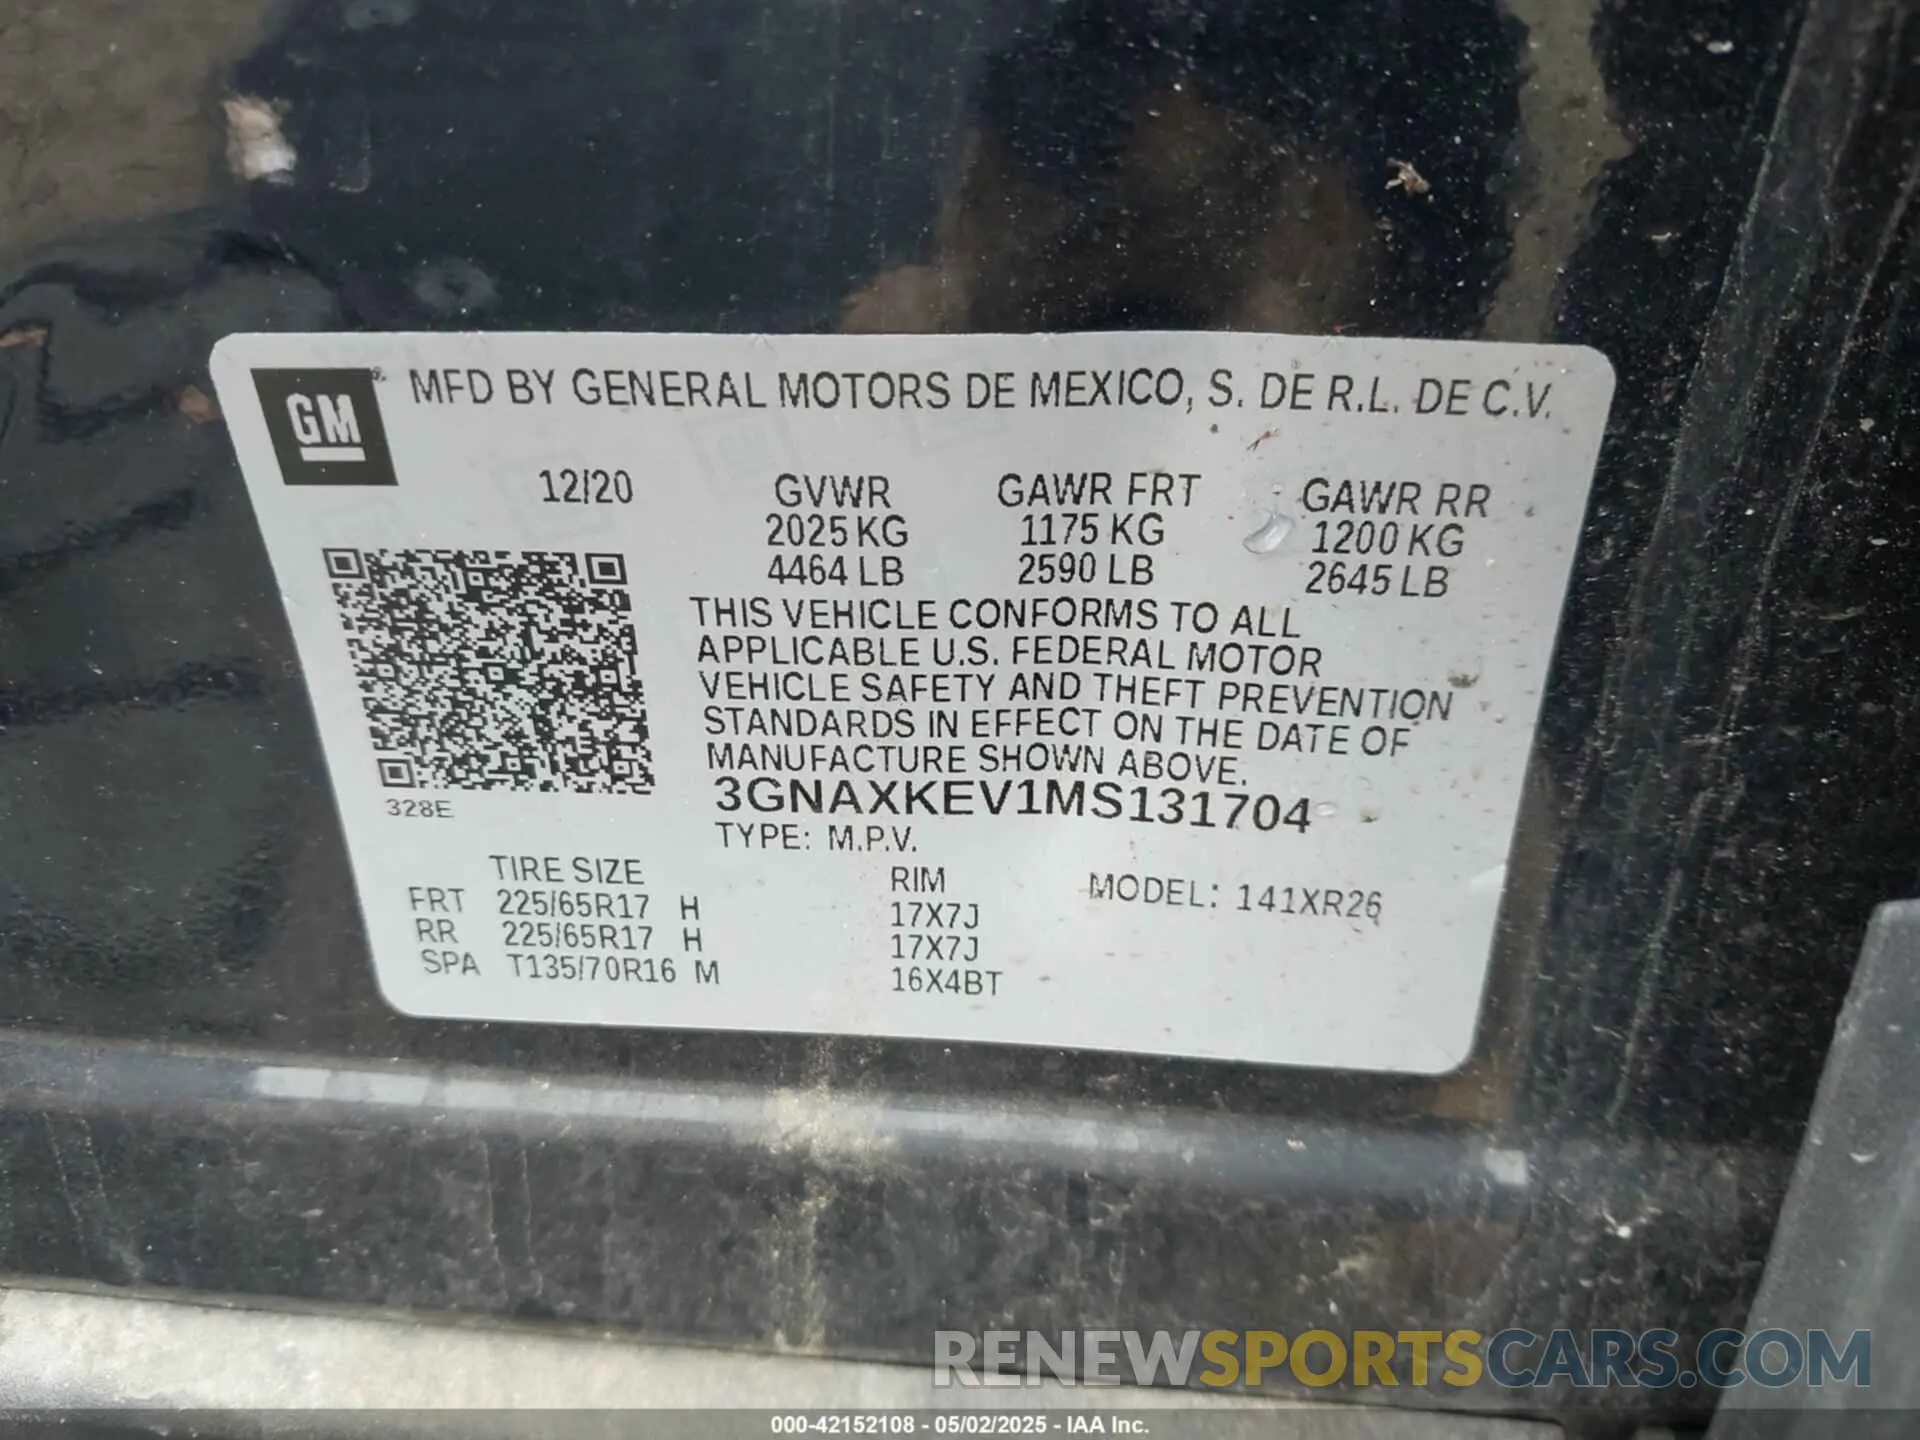 GM® MFD BY GENERAL MOTORS DE MEXICO, S. DE R.L. DE C.V.
12/20 GVWR GAWR FRT GAWR RR
2025 KG 1175 KG 1200 KG
4464 LB 2590 LB 2645 LB
THIS VEHICLE CONFORMS TO ALL
APPLICABLE U.S. FEDERAL MOTOR
VEHICLE SAFETY AND THEFT PREVENTION
STANDARDS IN EFFECT ON THE DATE OF
MANUFACTURE SHOWN ABOVE.
3GNAXKEV1MS131704
328E
TYPE: M.P.V.
TIRE SIZE RIM MODEL: 141XR26
FRT 225/65R17 H 17X7J
RR 225/65R17 H 17X7J
SPA T135/70R16 M 16X4BT
RENEWSPORTSCARS.COM
000-42152108 - 05/02/2025 - IAA Inc.